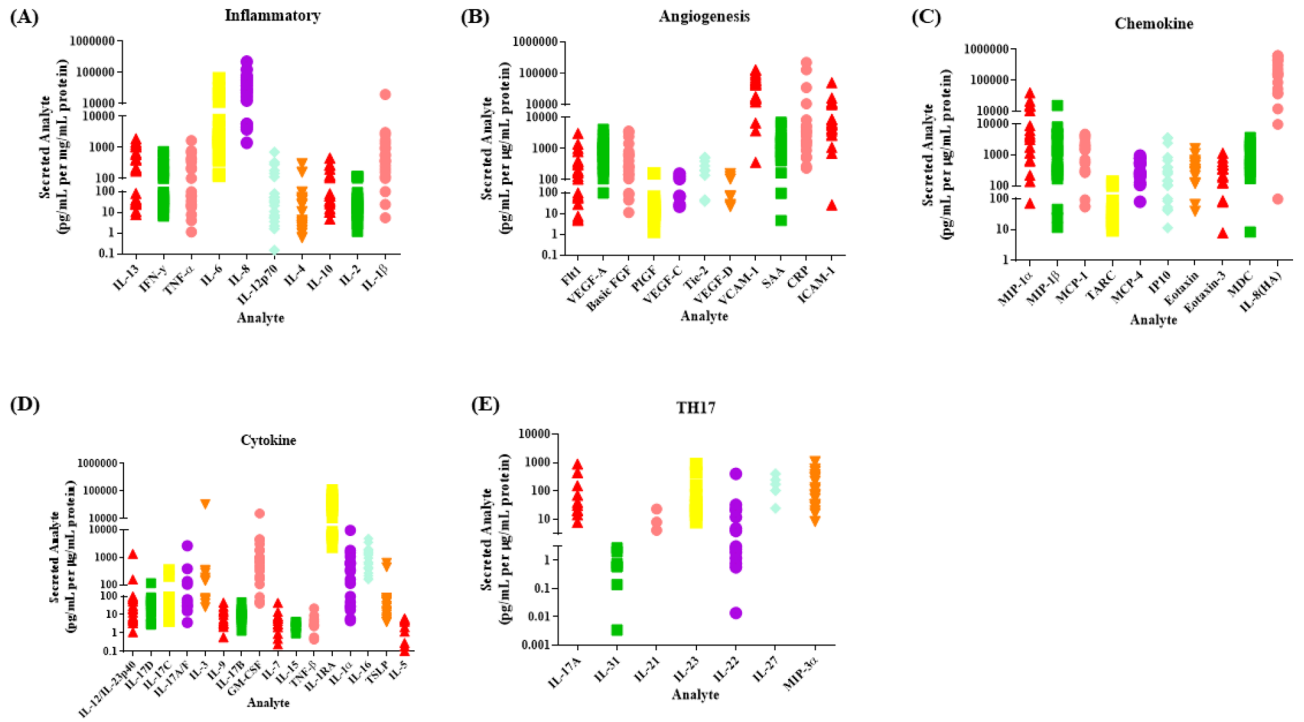 (A)
Inflammatory
Secreted Analyte
(pg/mL per mg/mL protein)
1000000
100000
10000
10000
1000
100
100
10
1
0.1
IL-13
IFN-y
TNF-α
IL-6
IL-8
IL-12p70
IL-4
IL-10
IL-2
IL-1β
Analyte
(B)
Angiogenesis
Secreted Analyte
(pg/mL per µg/mL protein)
1000000
100000
10000
10000
1000
100
100
10
1
0.1
Flt1
VEGF-A
Basic FGF
PlGF
VEGF-C
Tie-2
VEGF-D
VCAM-1
SAA
CRP
ICAM-1
Analyte
(C)
Chemokine
Secreted Analyte
(pg/mL per µg/mL protein)
1000000
100000
10000
1000
100
100
10
1
MIP-1α
MIP-1β
MCP-1
TARC
MCP-4
IP10
Eotaxin
Eotaxin-3
MDC
IL-8(HA)
Analyte
(D)
Cytokine
Secreted Analyte
(pg/mL per µg/mL protein)
1000000
100000
10000
10000
1000
100
100
10
1
0.1
IL-12/IL-23p40
IL-17D
IL-17C
IL-17A/F
IL-3
IL-9
IL-17B
GM-CSF
IL-7
IL-15
TNF-β
IL-1RA
IL-1α
IL-16
TSLP
IL-5
Analyte
(E)
TH17
Secreted Analyte
(pg/mL per µg/mL protein)
10000
1000
100
10
1
0.1
0.01
0.001
IL-17A
IL-31
IL-21
IL-23
IL-22
IL-27
MIP-3α
Analyte